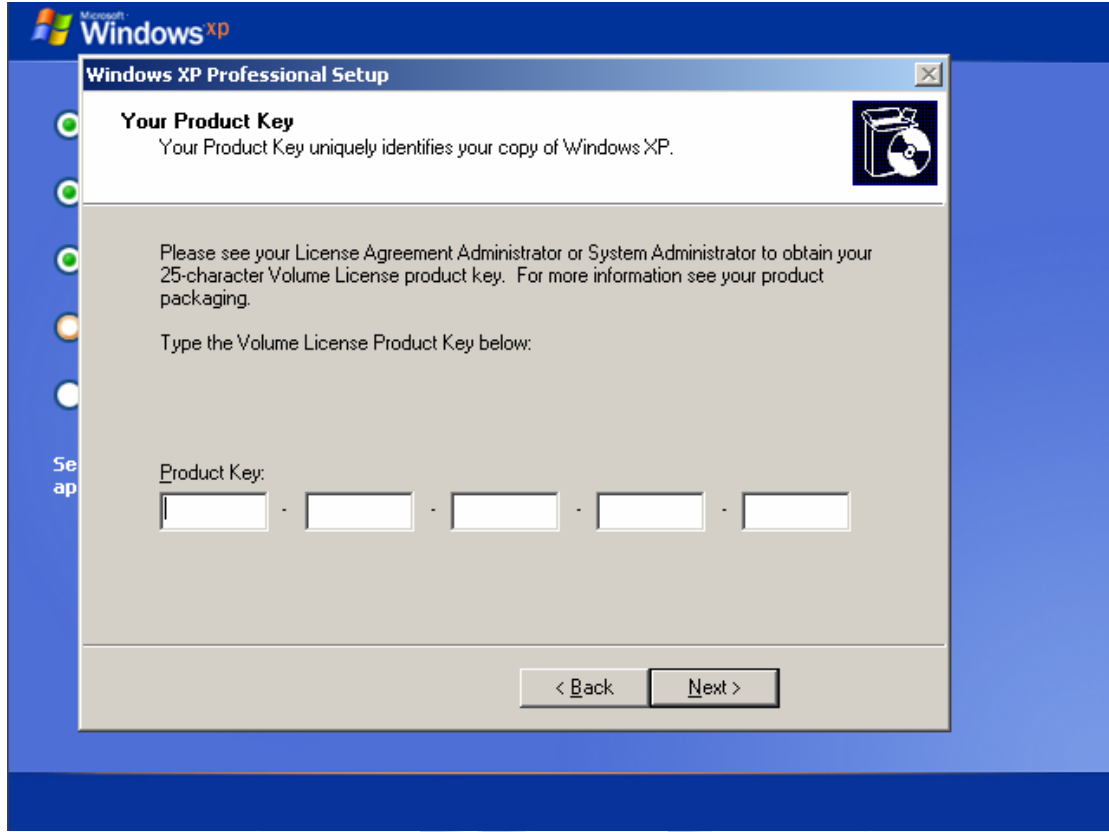 Microsoft
Windows xp
Windows XP Professional Setup
Your Product Key
Your Product Key uniquely identifies your copy of Windows XP.
Please see your License Agreement Administrator or System Administrator to obtain your
25-character Volume License product key.  For more information see your product
packaging.
Type the Volume License Product Key below:
Se
ap
Product Key:
- - - -
< Back
Next >